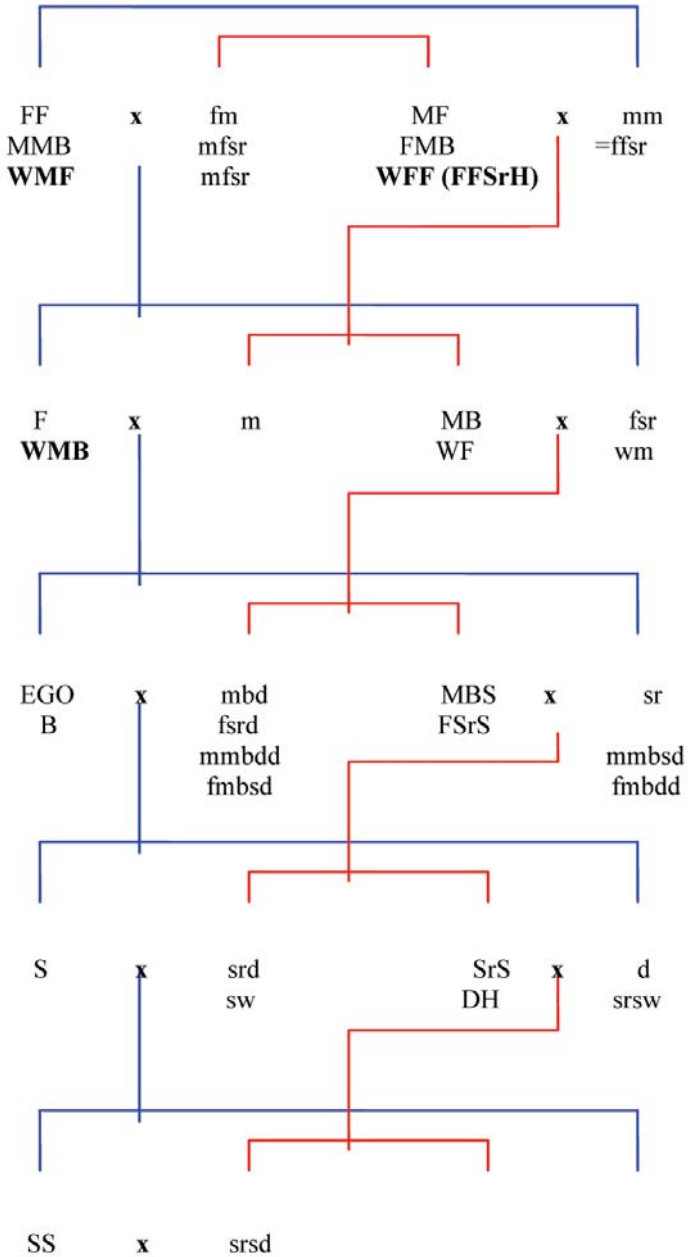 FF x fm MF x mm
MMB mfsr FMB =ffsr
WMF mfsr WFF (FFSrH)
F x m MB x fsr
WMB WF wm
EGO x mbd MBS x sr
B fsrd FSrS
mmbdd mmbsd
fmbsd fmbdd
S x srd SrS x d
sw DH srsw
SS x srsd